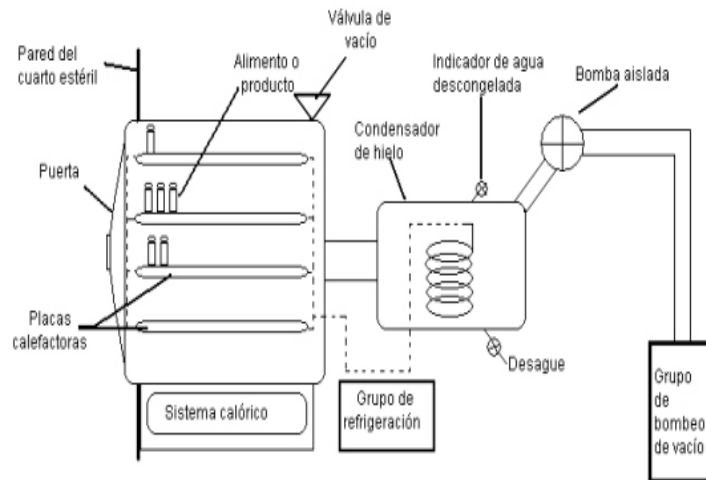 Válvula de
vacío
Pared del
cuarto estéril
Alimento o
producto
Indicador de agua
descongelada
Bomba aislada
Condensador
de hielo
Puerta
Placas
calefactoras
Desague
Sistema calórico
Grupo de
refrigeración
Grupo
de
bombeo
de vacío